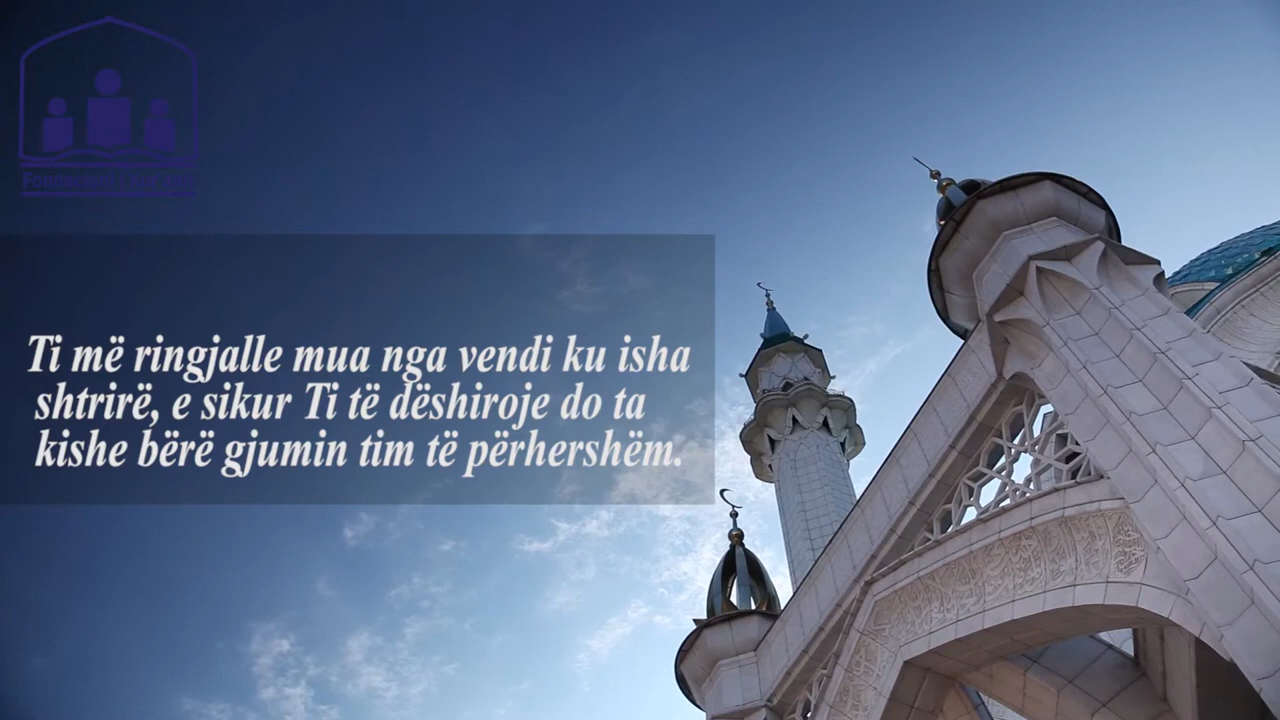 Ti më ringjalle mua nga vendi ku isha
shtrirë, e sikur Ti të dëshiroje do ta
kishe bërë gjumin tim të përhershëm.